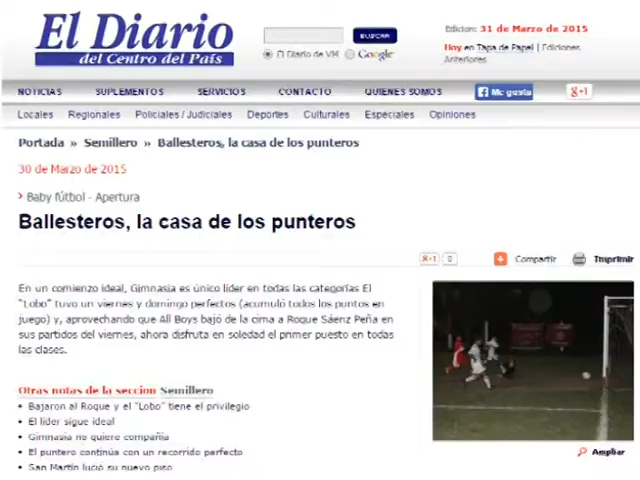 El Diario
del Centro del País
BUSCAR
El Diario de VM Google
Edicion: 31 de Marzo de 2015
Hoy en Tapa de Papel | Ediciones
Anteriores
NOTICIAS SUPLEMENTOS SERVICIOS CONTACTO QUIENES SOMOS Me gusta g+1
Locales Regionales Policiales / Judiciales Deportes Culturales Especiales Opiniones
Portada » Semillero » Ballesteros, la casa de los punteros
30 de Marzo de 2015
Baby fútbol - Apertura
Ballesteros, la casa de los punteros
g+1 0 Compartir Imprimir
En un comienzo ideal, Gimnasia es único líder en todas las categorías El
"Lobo" tuvo un viernes y domingo perfectos (acumuló todos los puntos en
juego) y, aprovechando que All Boys bajó de la cima a Roque Sáenz Peña en
sus partidos del viernes, ahora disfruta en soledad el primer puesto en todas
las clases.
Otras notas de la seccion Semillero
• Bajaron al Roque y el "Lobo" tiene el privilegio
• El líder sigue ideal
• Gimnasia no quiere compañia
• El puntero continúa con un recorrido perfecto
• San Martín lució su nuevo piso
Ampliar